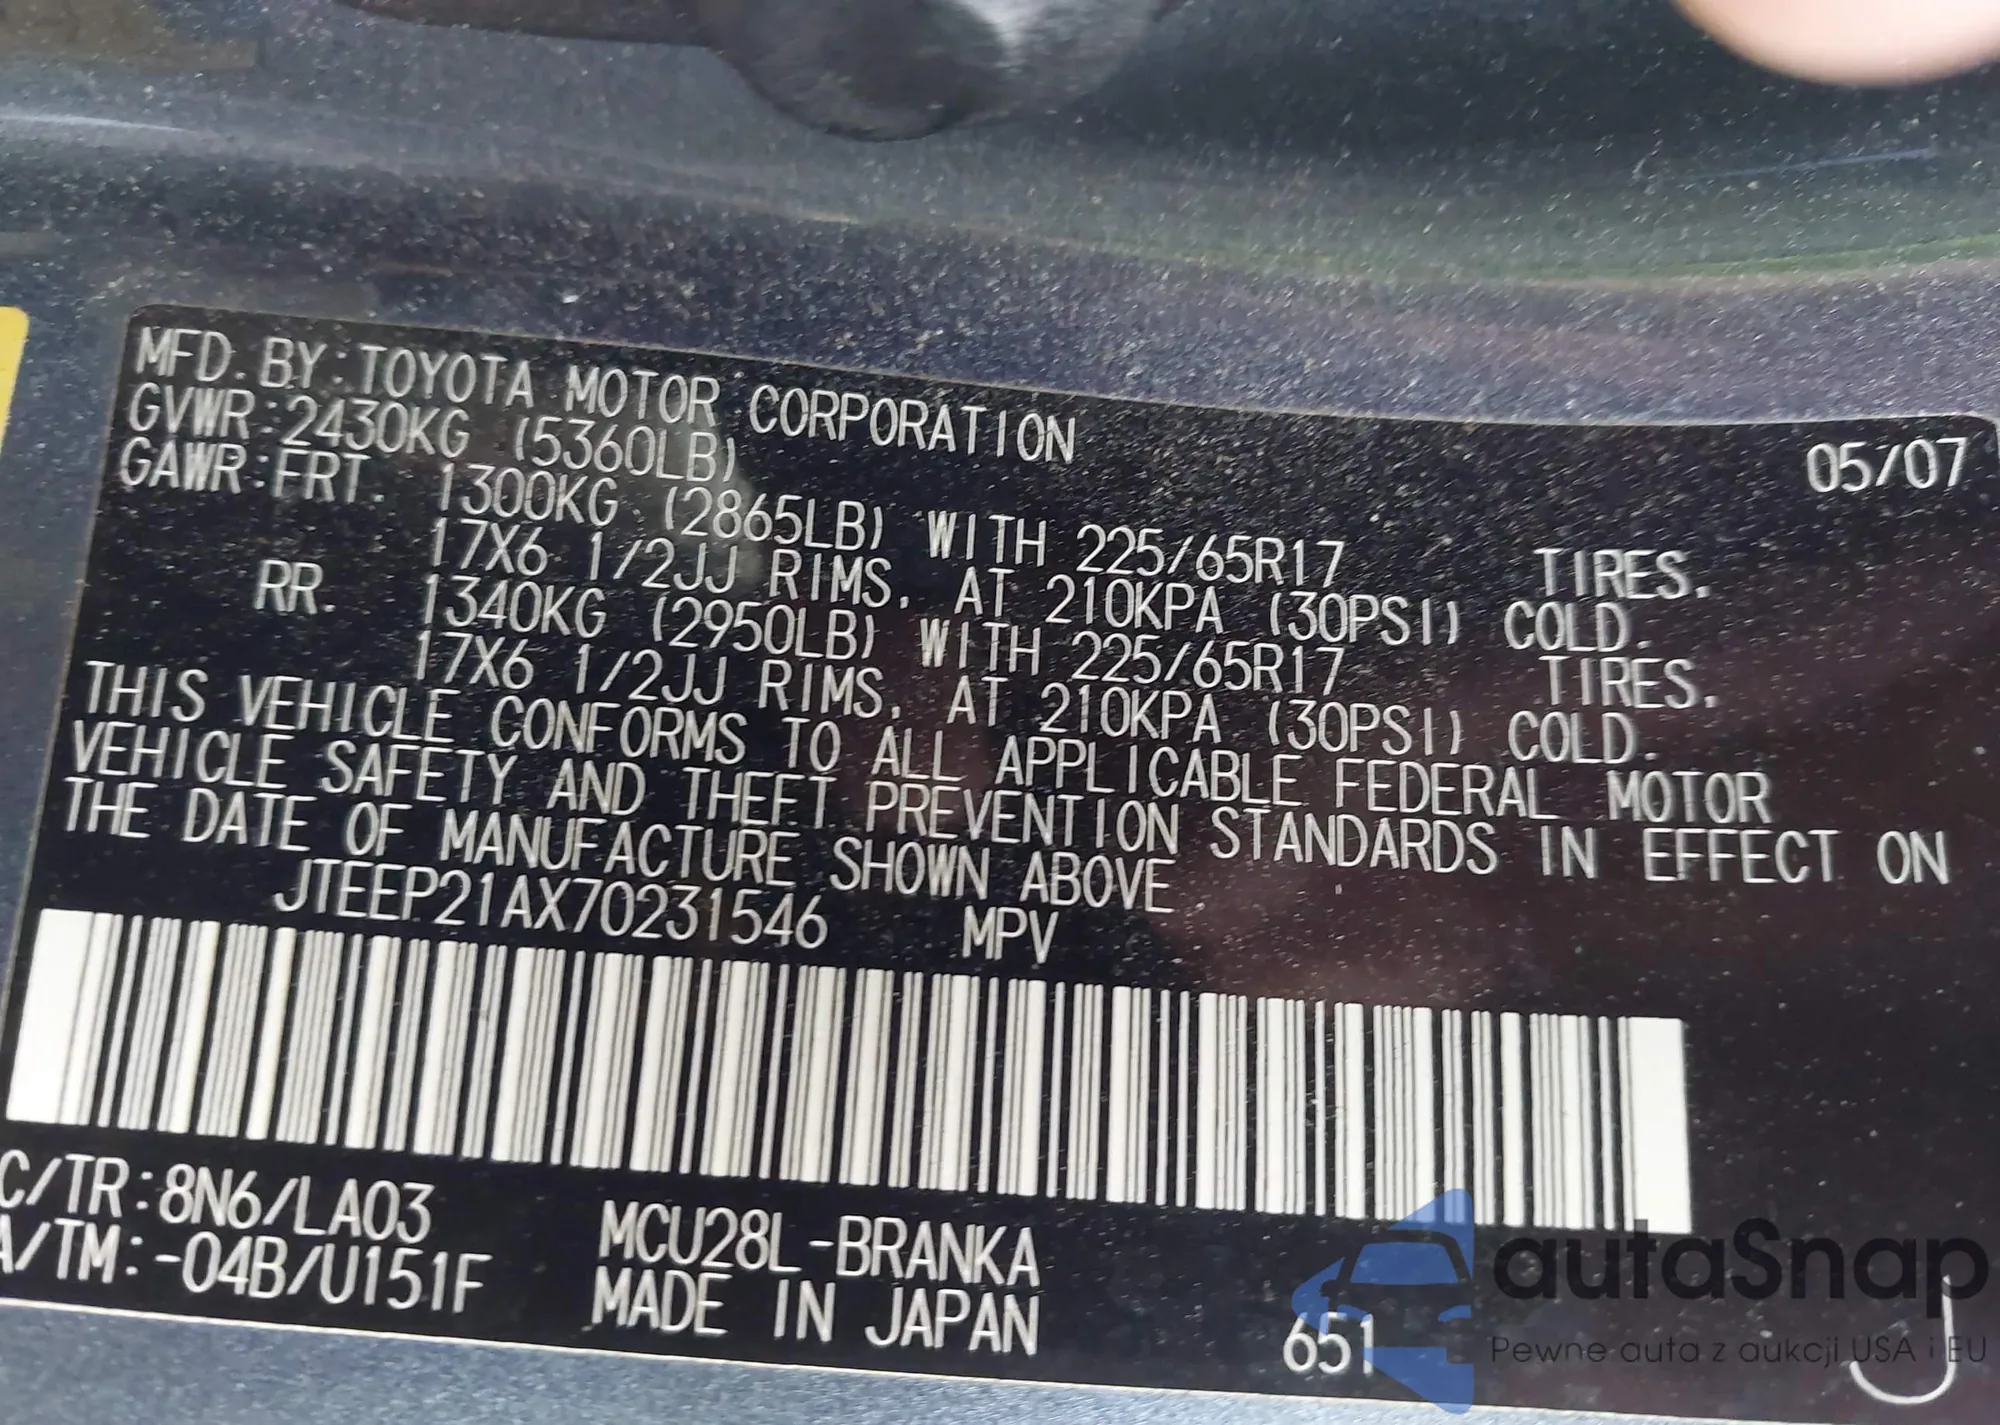 MFD. BY: TOYOTA MOTOR CORPORATION 05/07
GVWR: 2430KG (5360LB)
GAWR: FRT. 1300KG (2865LB) WITH 225/65R17 TIRES.
17X6 1/2JJ RIMS, AT 210KPA (30PSI) COLD.
RR. 1340KG (2950LB) WITH 225/65R17 TIRES.
17X6 1/2JJ RIMS, AT 210KPA (30PSI) COLD.
THIS VEHICLE CONFORMS TO ALL APPLICABLE FEDERAL MOTOR
VEHICLE SAFETY AND THEFT PREVENTION STANDARDS IN EFFECT ON
THE DATE OF MANUFACTURE SHOWN ABOVE
JTEEP21AX70231546 MPV
C/TR: 8N6/LA03 MCU28L-BRANKA
A/TM: -04B/U151F MADE IN JAPAN 651 J
autaSnap
Pewne auta z aukcji USA i EU